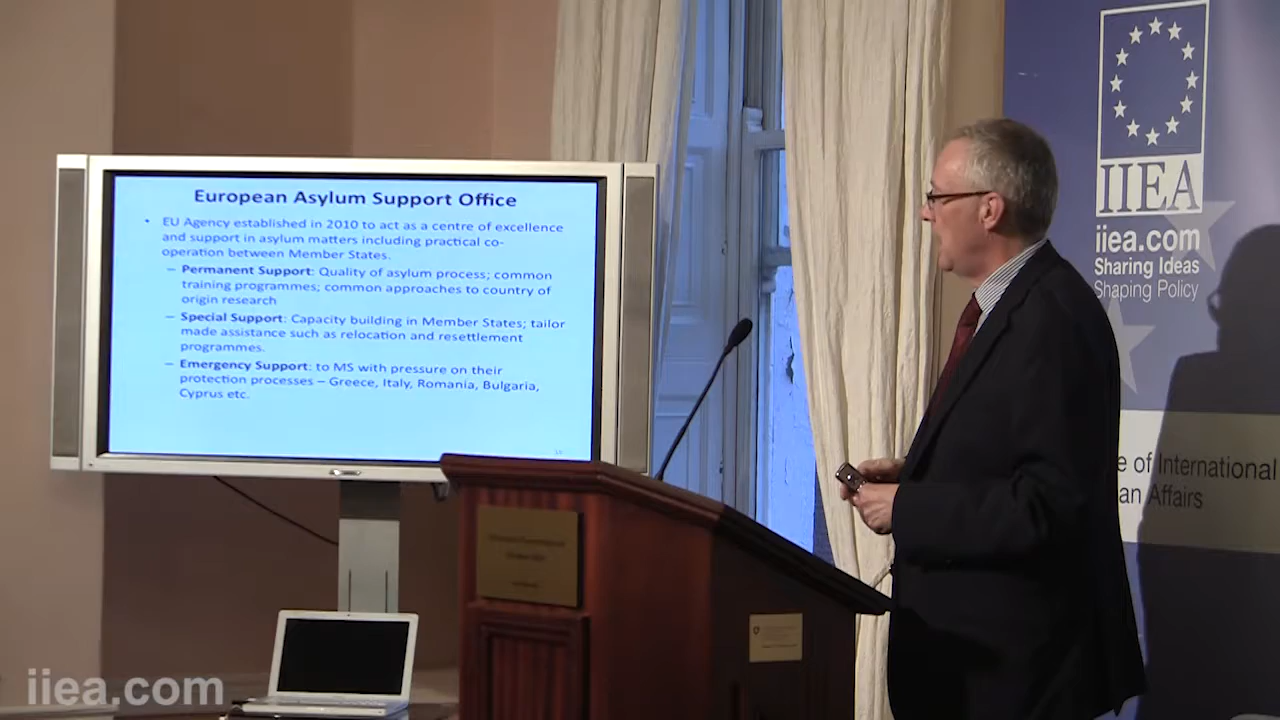 European Asylum Support Office
• EU Agency established in 2010 to act as a centre of excellence
and support in asylum matters including practical co-
operation between Member States.
– Permanent Support: Quality of asylum process; common
training programmes; common approaches to country of
origin research
– Special Support: Capacity building in Member States; tailor
made assistance such as relocation and resettlement
programmes.
– Emergency Support: to MS with pressure on their
protection processes – Greece, Italy, Romania, Bulgaria,
Cyprus etc.
IIEA
iiea.com
Sharing Ideas
Shaping Policy
e of International
an Affairs
iiea.com